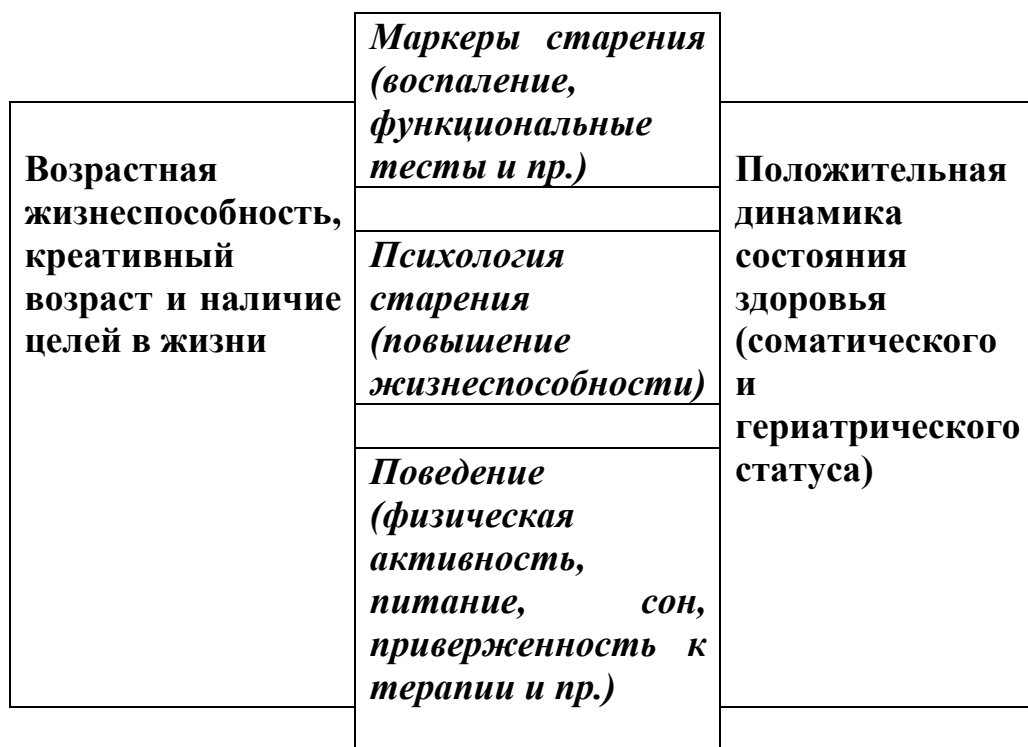 Возрастная
жизнеспособность,
креативный
возраст и наличие
целей в жизни
Маркеры старения
(воспаление,
функциональные
тесты и пр.)
Психология
старения
(повышение
жизнеспособности)
Поведение
(физическая
активность,
питание, сон,
приверженность к
терапии и пр.)
Положительная
динамика
состояния
здоровья
(соматического
и
гериатрического
статуса)